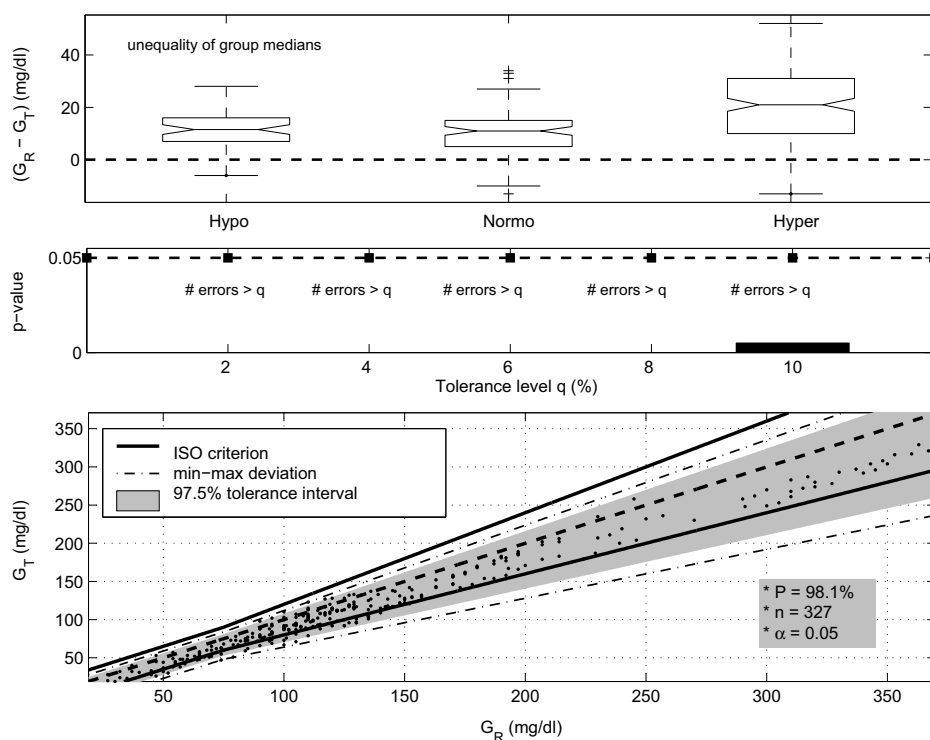 unequality of group medians
(G_R − G_T) (mg/dl)
40
20
0
Hypo Normo Hyper
p−value
0.05
# errors > q # errors > q # errors > q # errors > q # errors > q
0
2 4 6 8 10
Tolerance level q (%)
G_T (mg/dl)
350
300
250
200
150
100
50
ISO criterion
min−max deviation
97.5% tolerance interval
* P = 98.1%
* n = 327
* α = 0.05
50 100 150 200 250 300 350
G_R (mg/dl)